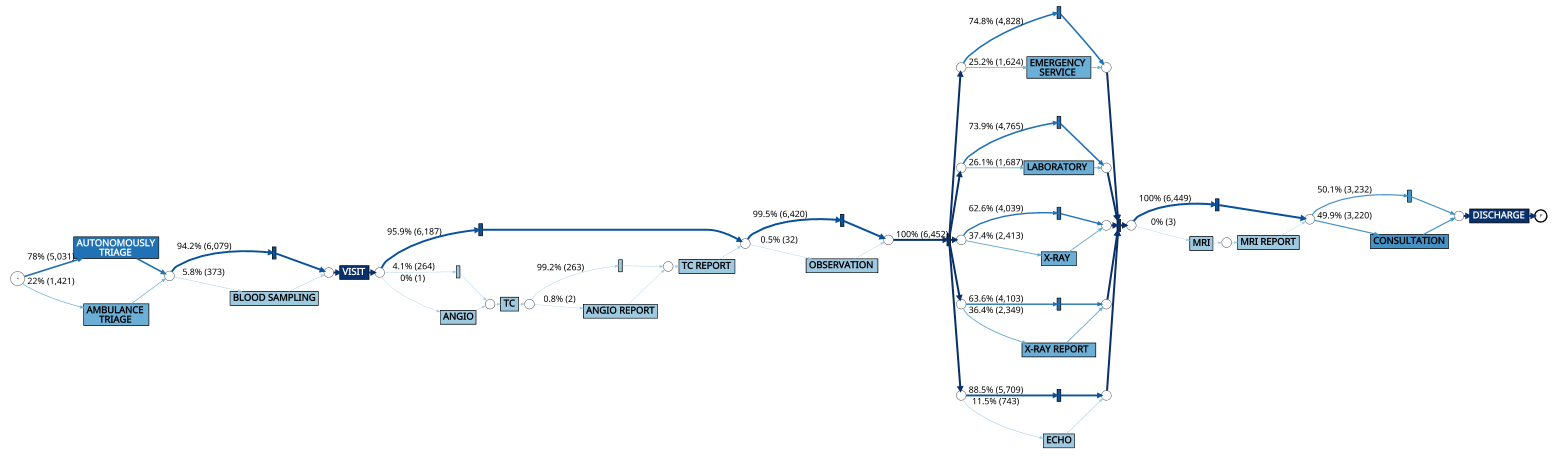 78% (5,031)
AUTONOMOUSLY
TRIAGE
22% (1,421)
AMBULANCE
TRIAGE
94.2% (6,079)
5.8% (373)
BLOOD SAMPLING
VISIT
95.9% (6,187)
4.1% (264)
0% (1)
ANGIO
TC
99.2% (263)
0.8% (2)
ANGIO REPORT
TC REPORT
99.5% (6,420)
0.5% (32)
OBSERVATION
100% (6,452)
74.8% (4,828)
25.2% (1,624)
EMERGENCY
SERVICE
73.9% (4,765)
26.1% (1,687)
LABORATORY
62.6% (4,039)
37.4% (2,413)
X-RAY
63.6% (4,103)
36.4% (2,349)
X-RAY REPORT
88.5% (5,709)
11.5% (743)
ECHO
100% (6,449)
0% (3)
MRI
MRI REPORT
50.1% (3,232)
49.9% (3,220)
CONSULTATION
DISCHARGE